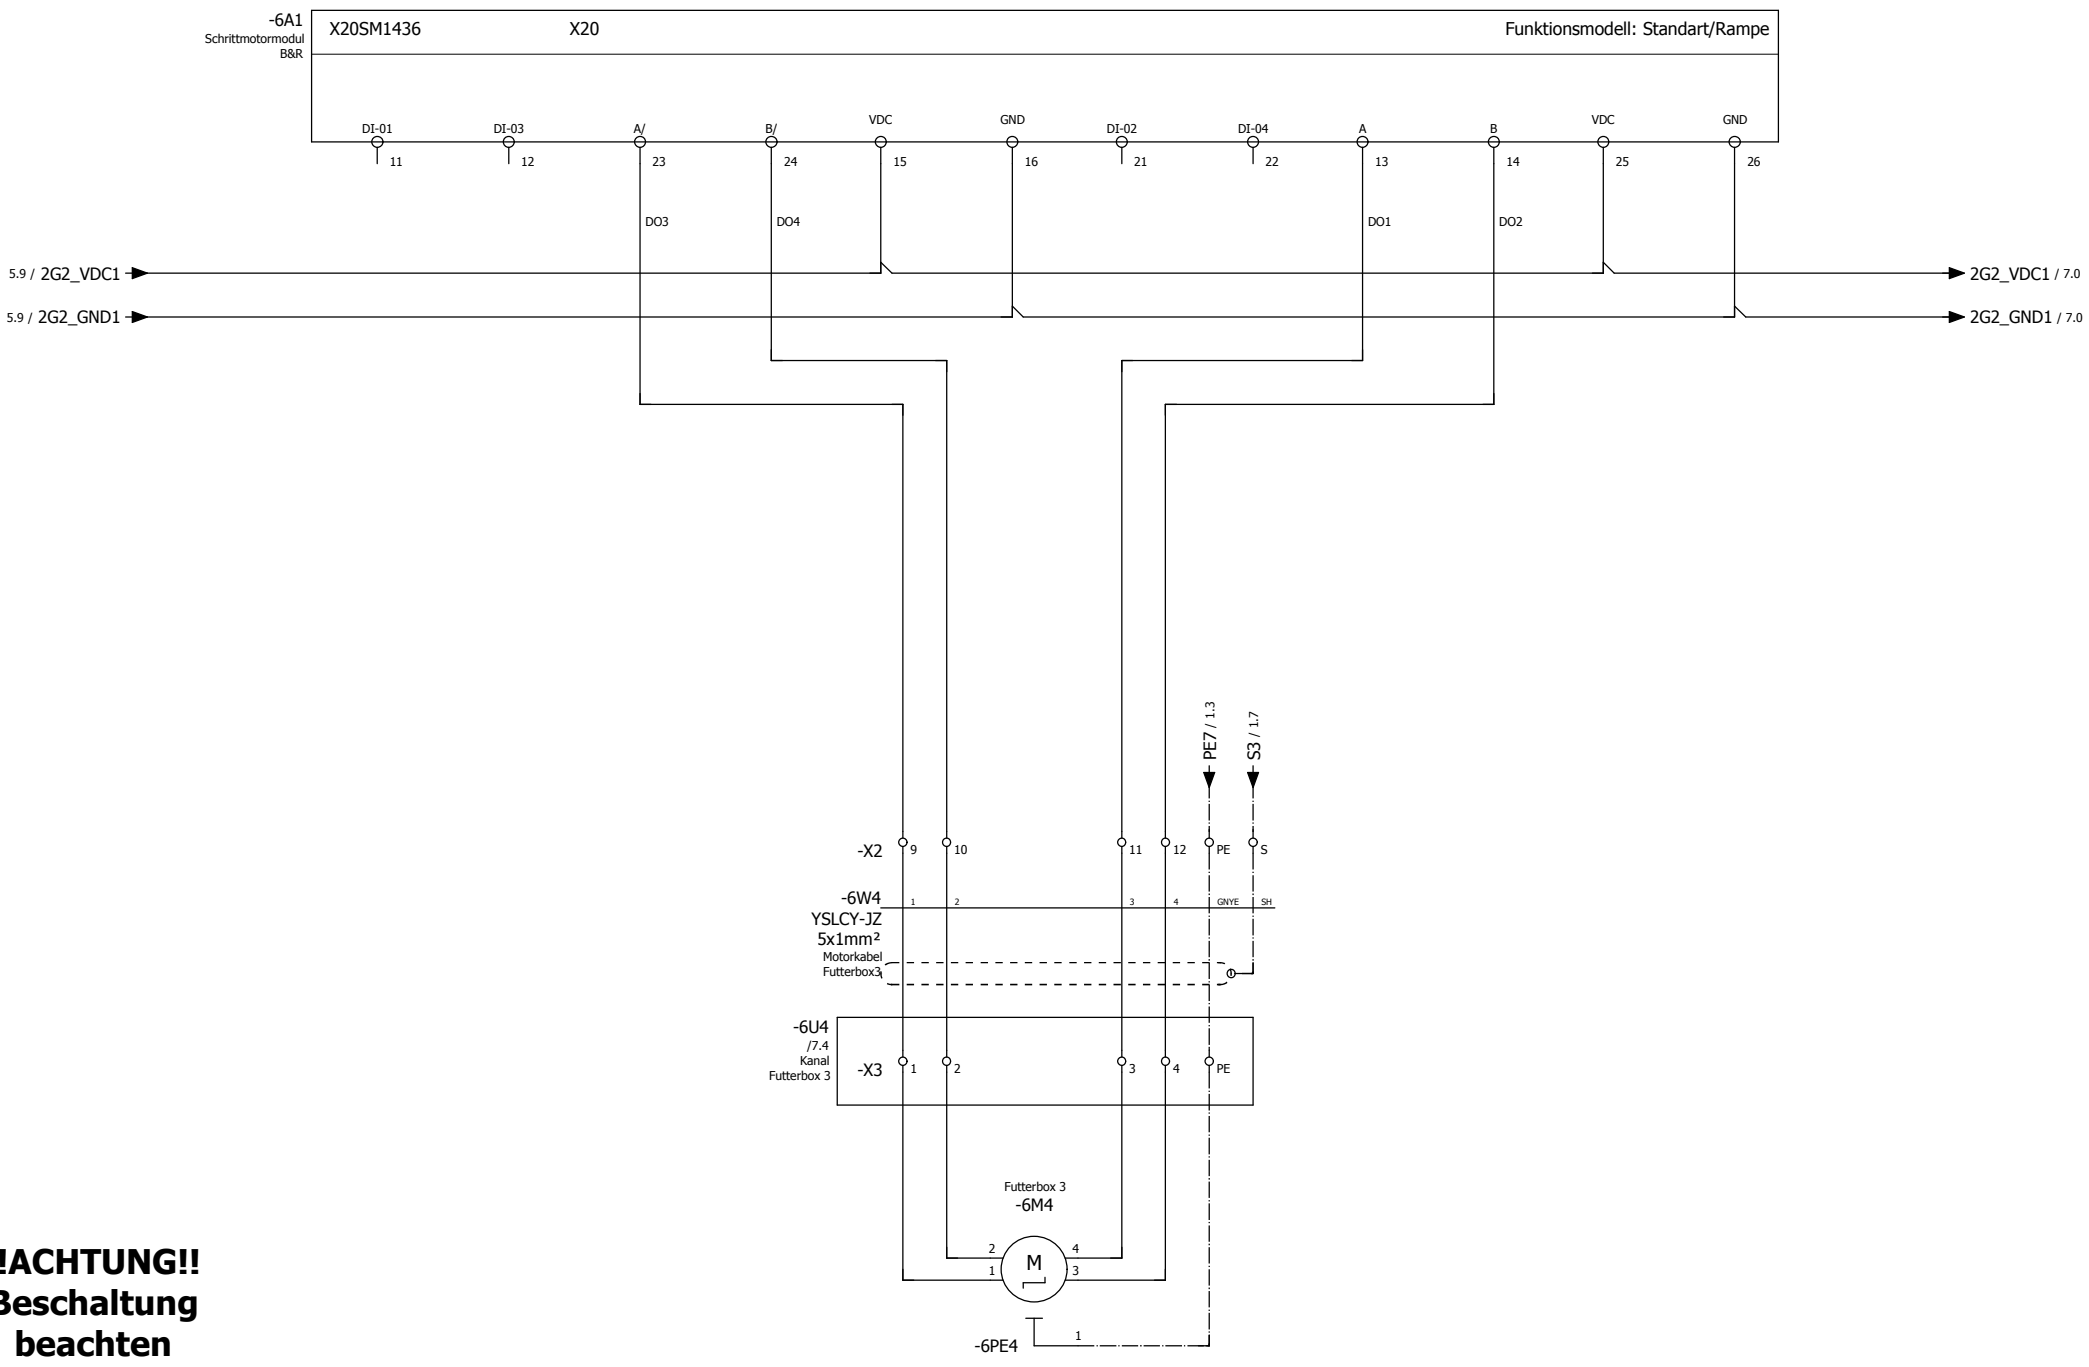 -6A1
Schrittmotormodul
B&R
X20SM1436 X20 Funktionsmodell: Standart/Rampe
DI-01 DI-03 A/ B/ VDC GND DI-02 DI-04 A B VDC GND
11 12 23 24 15 16 21 22 13 14 25 26
DO3 DO4 DO1 DO2
5.9 / 2G2_VDC1 2G2_VDC1 / 7.0
5.9 / 2G2_GND1 2G2_GND1 / 7.0
PE7 / 1.3
S3 / 1.7
-X2 9 10 11 12 PE S
-6W4 1 2 3 4 GNYE SH
YSLCY-JZ
5x1mm²
Motorkabel
Futterbox3
-6U4
/7.4
Kanal
Futterbox 3
-X3 1 2 3 4 PE
Futterbox 3
-6M4
2 4
1 M 3
-6PE4 1
!ACHTUNG!!
Beschaltung
beachten